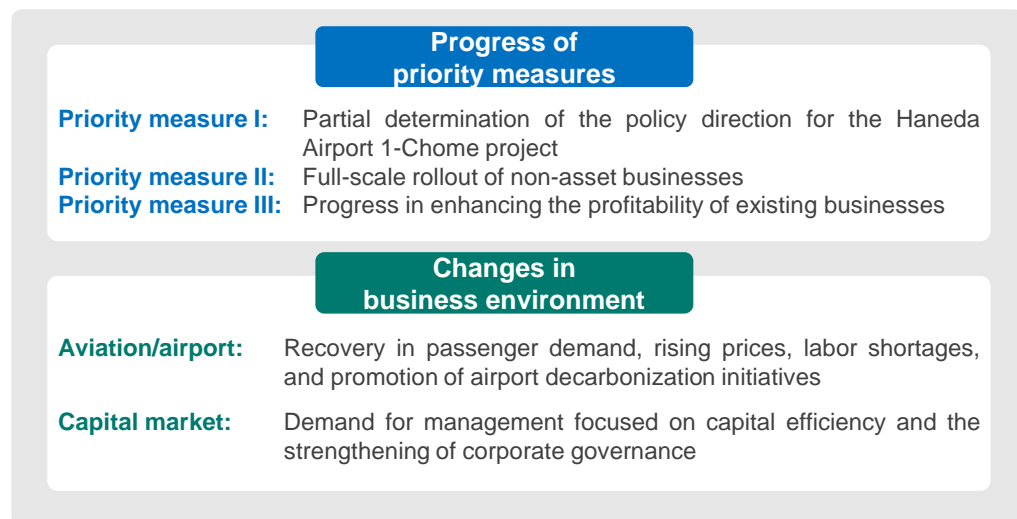 Progress of
priority measures
Priority measure I: Partial determination of the policy direction for the Haneda
Airport 1-Chome project
Priority measure II: Full-scale rollout of non-asset businesses
Priority measure III: Progress in enhancing the profitability of existing businesses
Changes in
business environment
Aviation/airport: Recovery in passenger demand, rising prices, labor shortages,
and promotion of airport decarbonization initiatives
Capital market: Demand for management focused on capital efficiency and the
strengthening of corporate governance